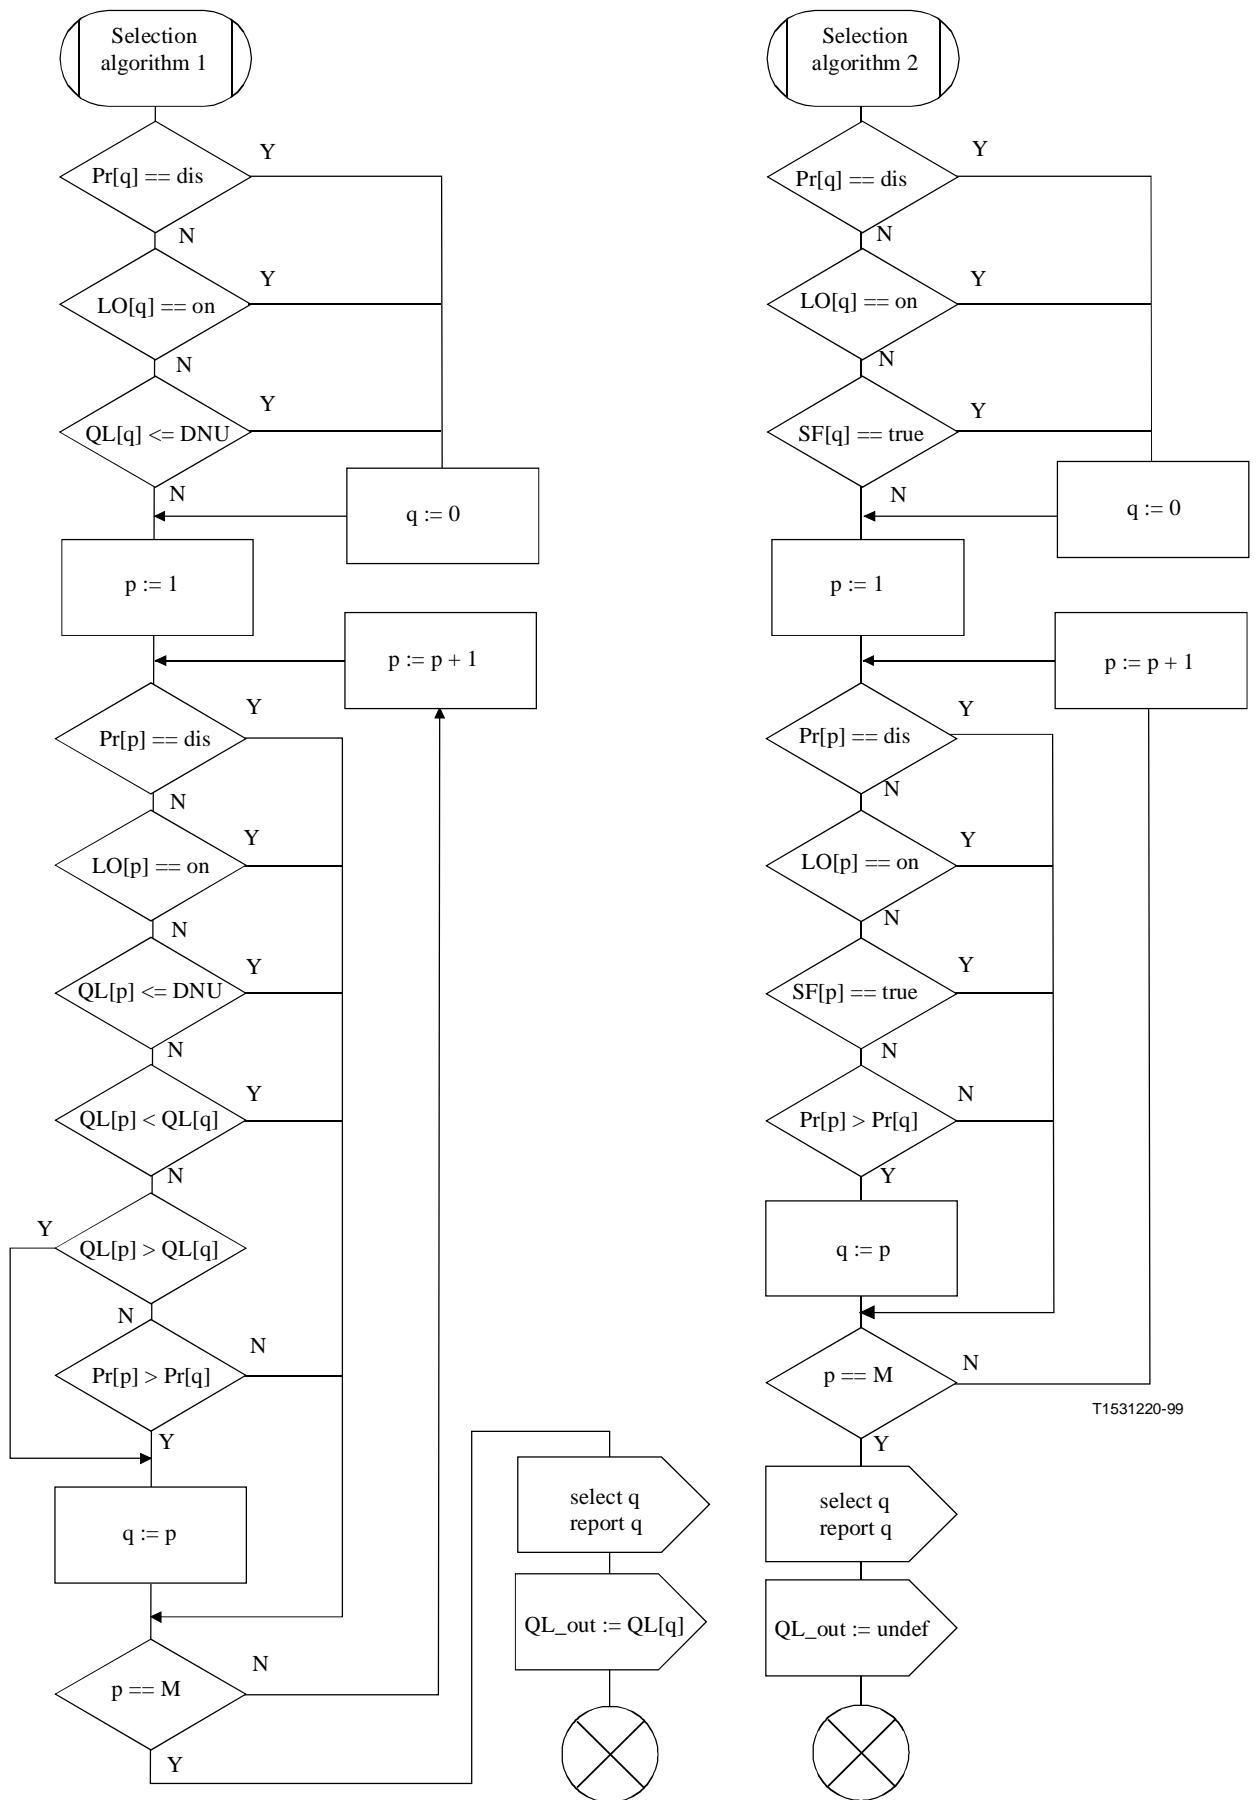 Selection
algorithm 1
Pr[q] == dis
Y
N
LO[q] == on
Y
N
QL[q] <= DNU
Y
N
q := 0
p := 1
p := p + 1
Pr[p] == dis
Y
N
LO[p] == on
Y
N
QL[p] <= DNU
Y
N
QL[p] < QL[q]
Y
N
QL[p] > QL[q]
Y
N
Pr[p] > Pr[q]
N
Y
q := p
p == M
N
Y
select q
report q
QL_out := QL[q]
Selection
algorithm 2
Pr[q] == dis
Y
N
LO[q] == on
Y
N
SF[q] == true
Y
N
q := 0
p := 1
p := p + 1
Pr[p] == dis
Y
N
LO[p] == on
Y
N
SF[p] == true
Y
N
Pr[p] > Pr[q]
N
Y
q := p
p == M
N
Y
select q
report q
QL_out := undef
T1531220-99